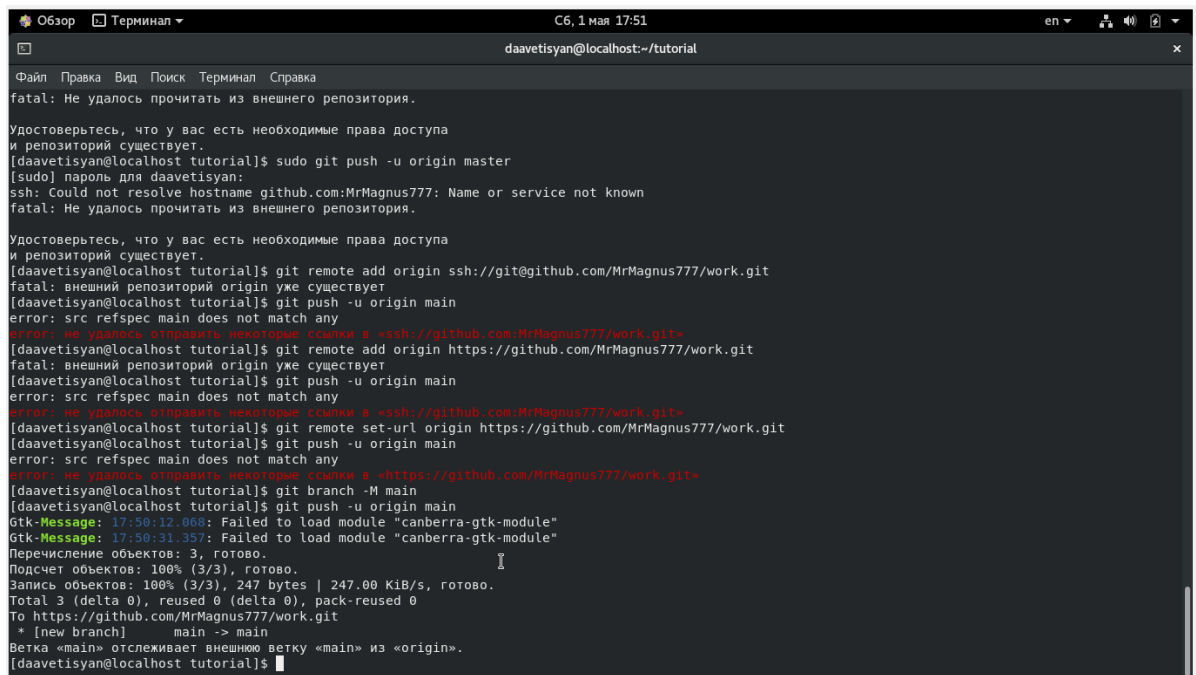 Обзор Терминал Сб, 1 мая 17:51 en
daavetisyan@localhost:~/tutorial
Файл Правка Вид Поиск Терминал Справка
fatal: Не удалось прочитать из внешнего репозитория.
Удостоверьтесь, что у вас есть необходимые права доступа
и репозиторий существует.
[daavetisyan@localhost tutorial]$ sudo git push -u origin master
[sudo] пароль для daavetisyan:
ssh: Could not resolve hostname github.com:MrMagnus777: Name or service not known
fatal: Не удалось прочитать из внешнего репозитория.
Удостоверьтесь, что у вас есть необходимые права доступа
и репозиторий существует.
[daavetisyan@localhost tutorial]$ git remote add origin ssh://git@github.com/MrMagnus777/work.git
fatal: внешний репозиторий origin уже существует
[daavetisyan@localhost tutorial]$ git push -u origin main
error: src refspec main does not match any
error: не удалось отправить некоторые ссылки в «ssh://github.com:MrMagnus777/work.git»
[daavetisyan@localhost tutorial]$ git remote add origin https://github.com/MrMagnus777/work.git
fatal: внешний репозиторий origin уже существует
[daavetisyan@localhost tutorial]$ git push -u origin main
error: src refspec main does not match any
error: не удалось отправить некоторые ссылки в «ssh://github.com:MrMagnus777/work.git»
[daavetisyan@localhost tutorial]$ git remote set-url origin https://github.com/MrMagnus777/work.git
[daavetisyan@localhost tutorial]$ git push -u origin main
error: src refspec main does not match any
error: не удалось отправить некоторые ссылки в «https://github.com/MrMagnus777/work.git»
[daavetisyan@localhost tutorial]$ git branch -M main
[daavetisyan@localhost tutorial]$ git push -u origin main
Gtk-Message: 17:50:12.068: Failed to load module "canberra-gtk-module"
Gtk-Message: 17:50:31.357: Failed to load module "canberra-gtk-module"
Перечисление объектов: 3, готово.
Подсчет объектов: 100% (3/3), готово.
Запись объектов: 100% (3/3), 247 bytes | 247.00 KiB/s, готово.
Total 3 (delta 0), reused 0 (delta 0), pack-reused 0
To https://github.com/MrMagnus777/work.git
 * [new branch]      main -> main
Ветка «main» отслеживает внешнюю ветку «main» из «origin».
[daavetisyan@localhost tutorial]$